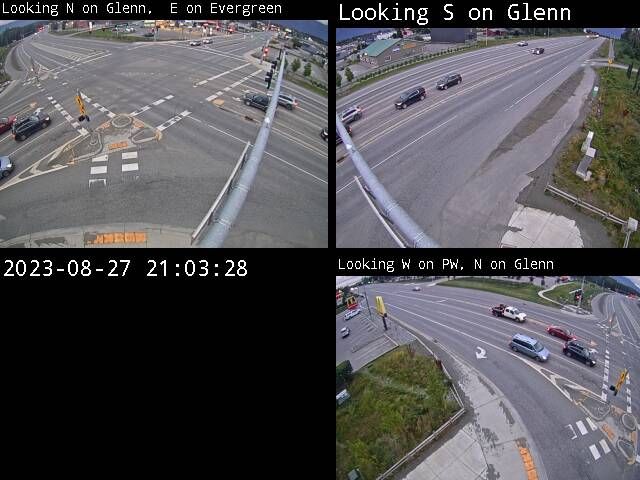 Looking N on Glenn,  E on Evergreen
Looking S on Glenn
2023-08-27 21:03:28
Looking W on PW, N on Glenn